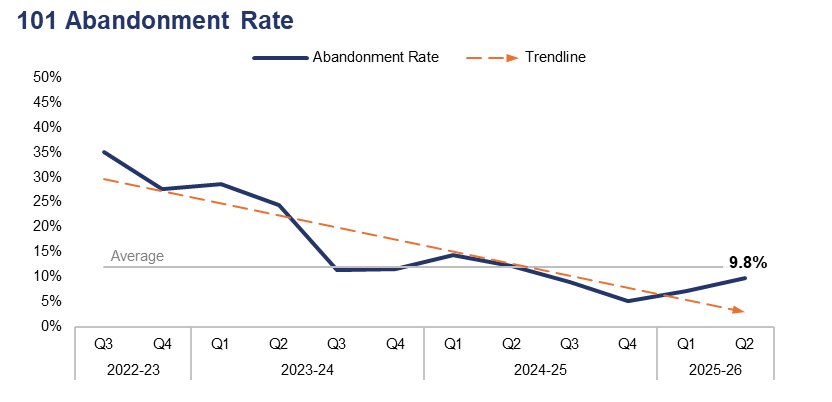 101 Abandonment Rate
Abandonment Rate Trendline
50%
45%
40%
35%
30%
25%
20%
15%
10%
5%
0%
Average
9.8%
Q3 Q4 Q1 Q2 Q3 Q4 Q1 Q2 Q3 Q4 Q1 Q2
2022-23 2023-24 2024-25 2025-26